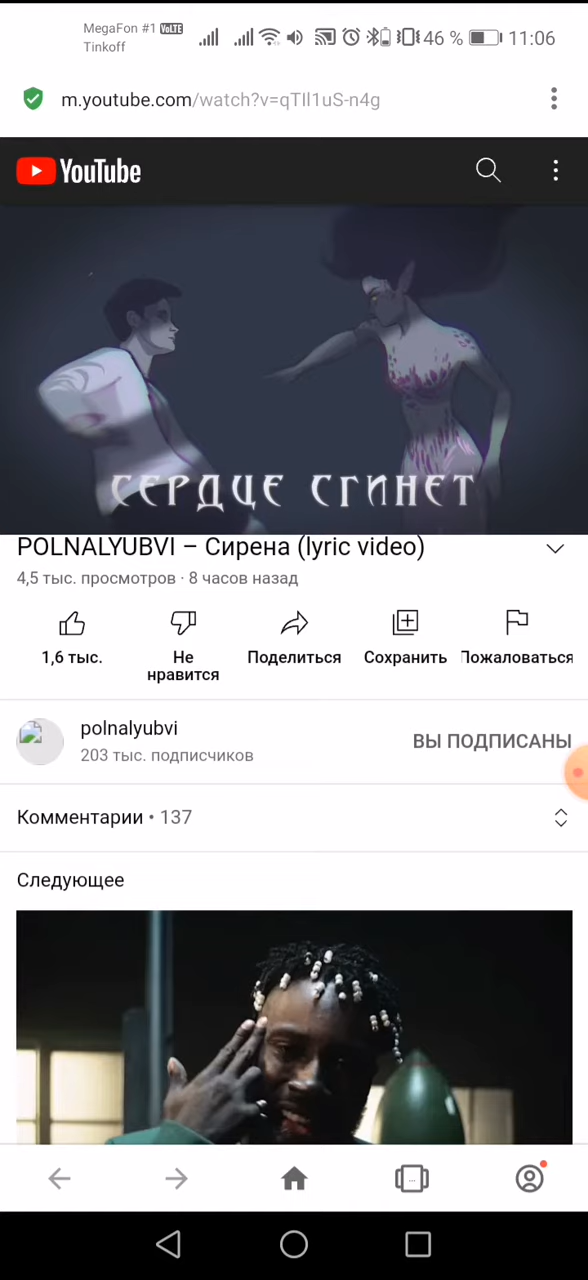 MegaFon #1 VoLTE
Tinkoff
46 % 11:06
m.youtube.com/watch?v=qTIl1uS-n4g
YouTube
СЕРДЦЕ СГИНЕТ
POLNALYUBVI – Сирена (lyric video)
4,5 тыс. просмотров · 8 часов назад
1,6 тыс.
Не нравится
Поделиться
Сохранить
Пожаловаться
polnalyubvi
203 тыс. подписчиков
ВЫ ПОДПИСАНЫ
Комментарии • 137
Следующее